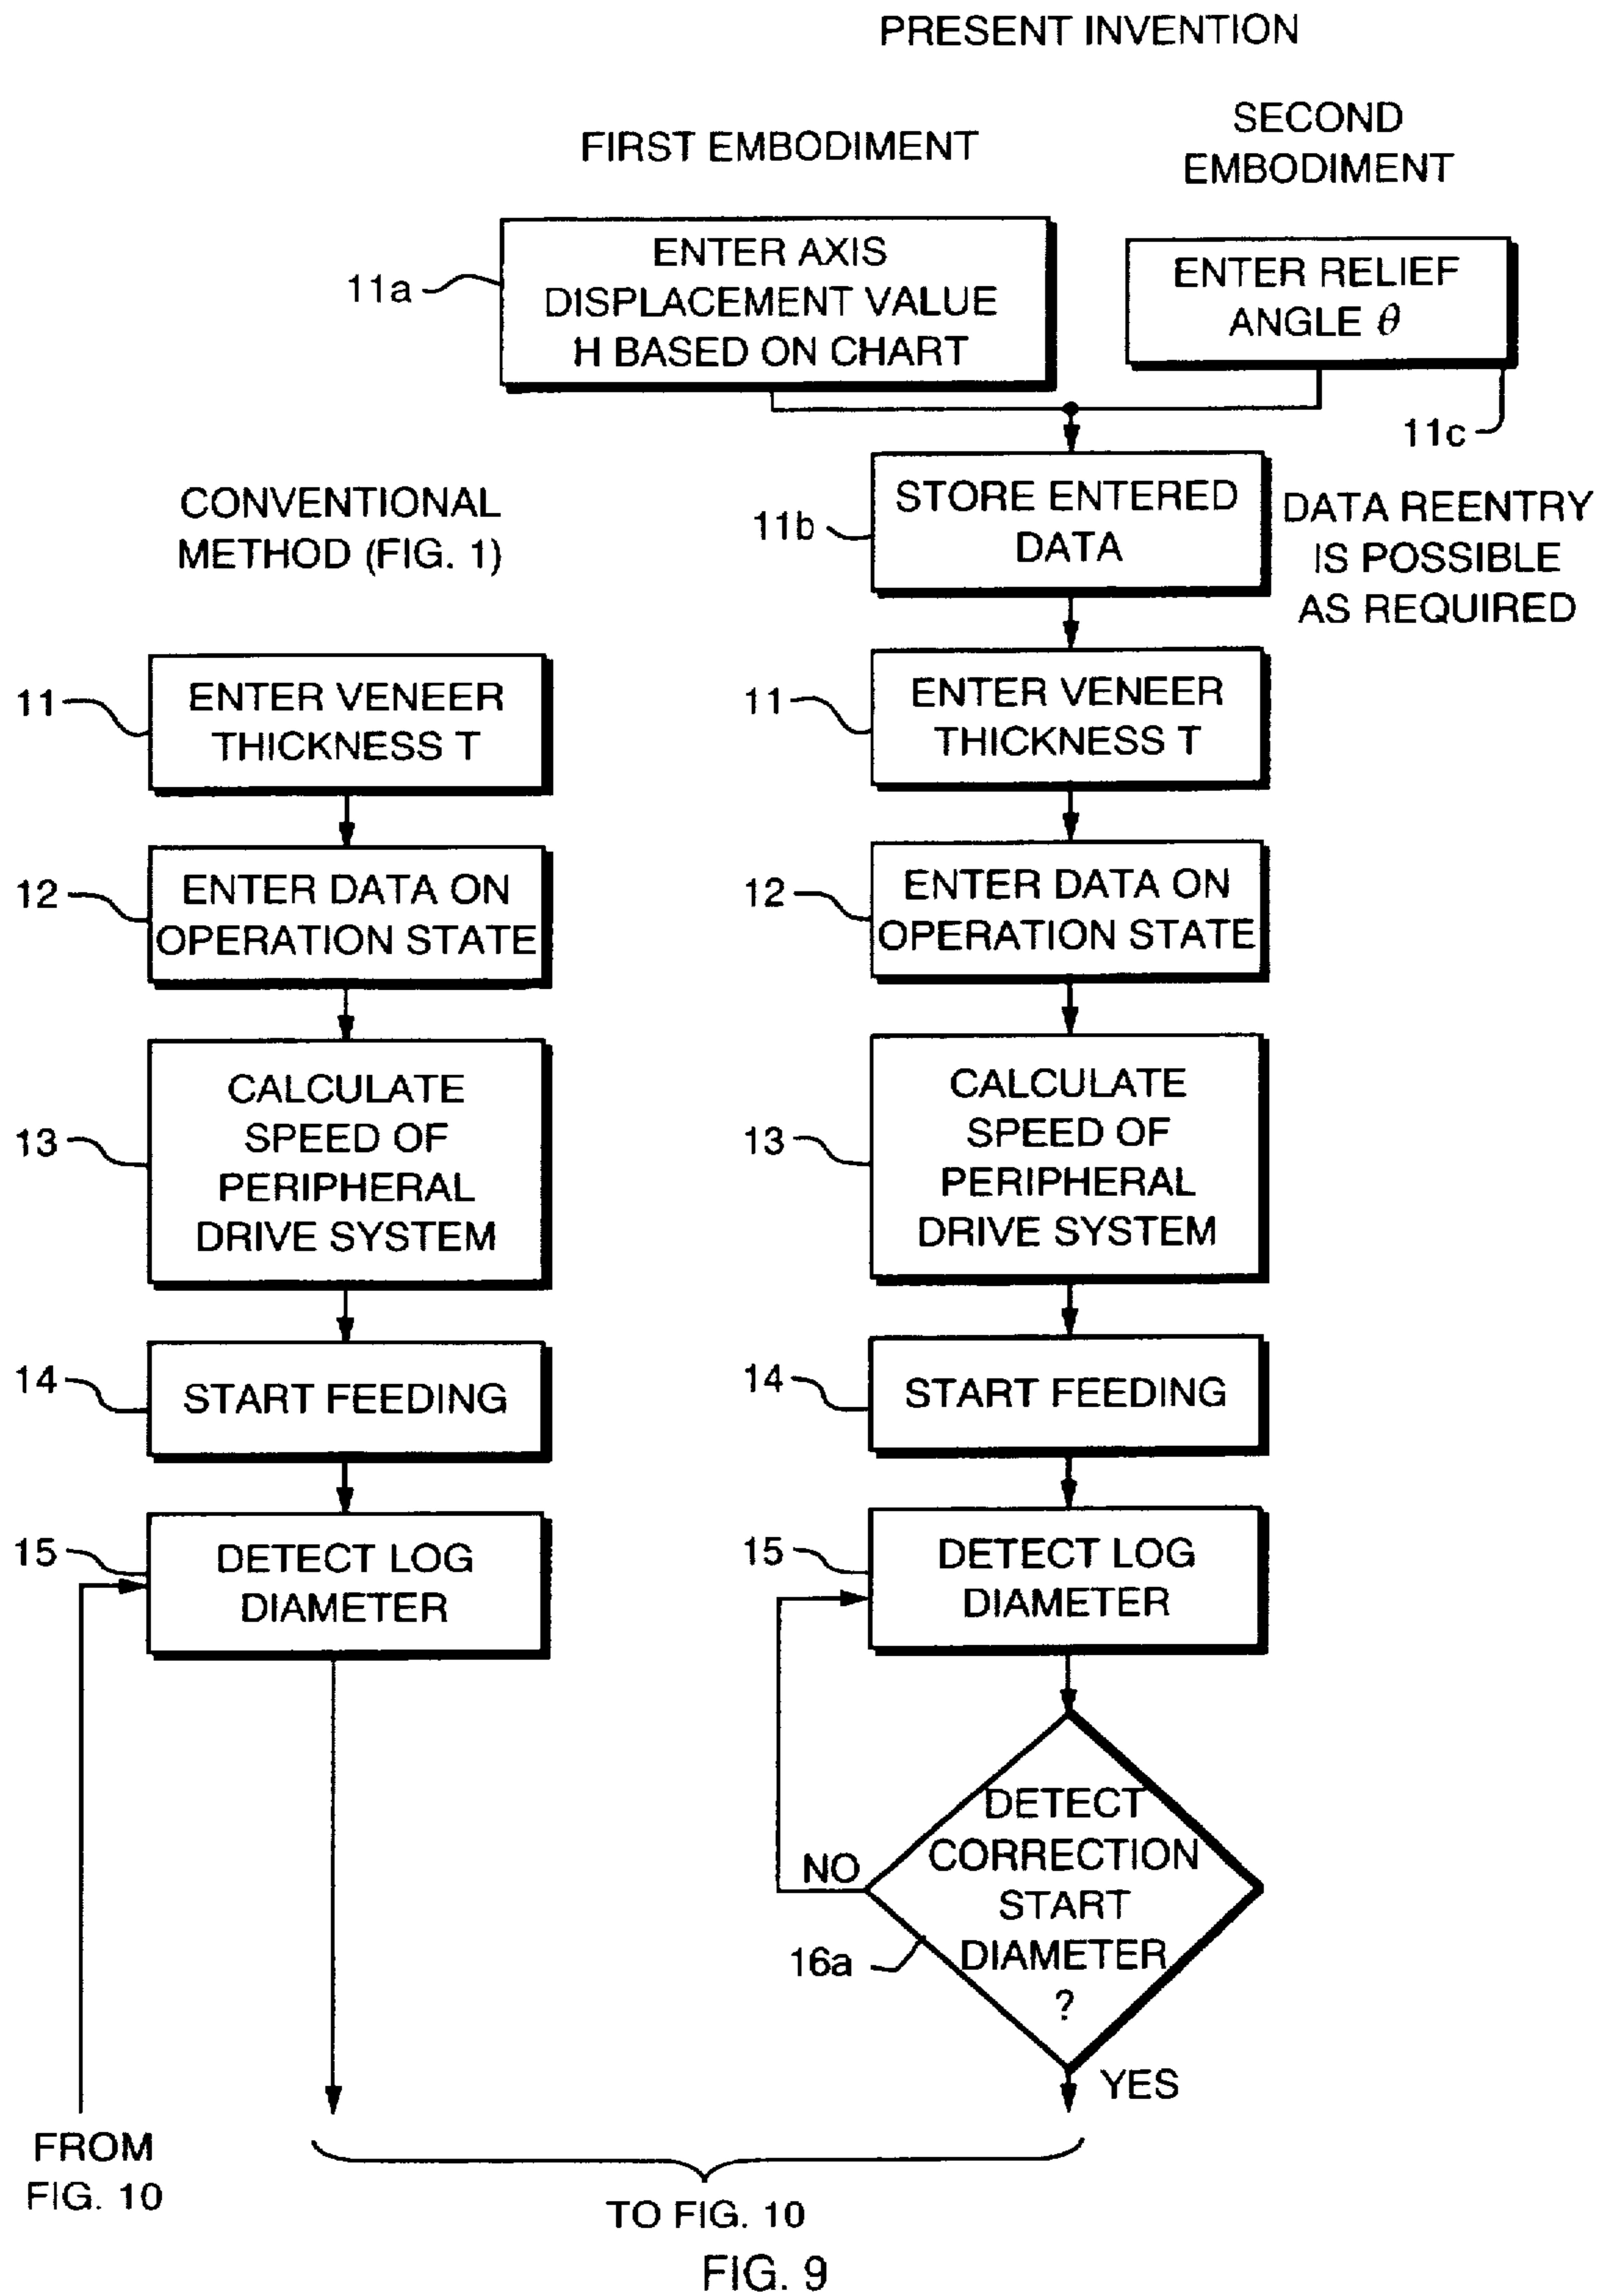 PRESENT INVENTION
FIRST EMBODIMENT
SECOND
EMBODIMENT
ENTER AXIS
DISPLACEMENT VALUE
H BASED ON CHART
11a
ENTER RELIEF
ANGLE θ
11c
CONVENTIONAL
METHOD (FIG. 1)
STORE ENTERED
DATA
11b
DATA REENTRY
IS POSSIBLE
AS REQUIRED
11
ENTER VENEER
THICKNESS T
12
ENTER DATA ON
OPERATION STATE
13
CALCULATE
SPEED OF
PERIPHERAL
DRIVE SYSTEM
14
START FEEDING
15
DETECT LOG
DIAMETER
FROM
FIG. 10
11
ENTER VENEER
THICKNESS T
12
ENTER DATA ON
OPERATION STATE
13
CALCULATE
SPEED OF
PERIPHERAL
DRIVE SYSTEM
14
START FEEDING
15
DETECT LOG
DIAMETER
NO
DETECT
CORRECTION
START
DIAMETER
?
16a
YES
TO FIG. 10
FIG. 9